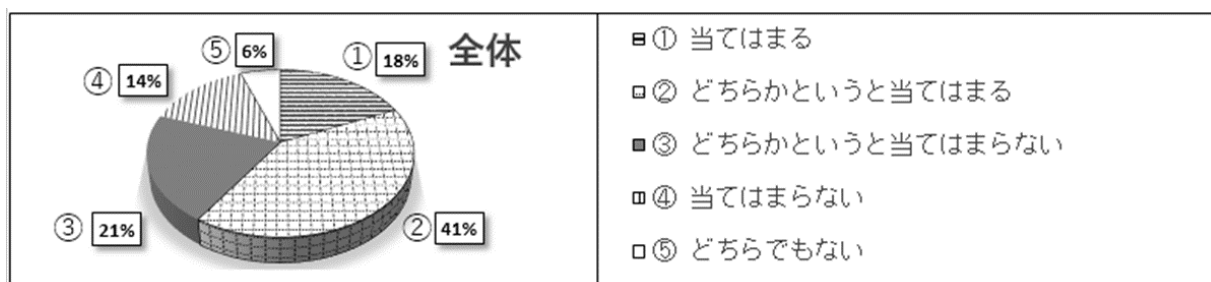 全体
① 18%
② 41%
③ 21%
④ 14%
⑤ 6%
① 当てはまる
② どちらかというと当てはまる
③ どちらかというと当てはまらない
④ 当てはまらない
⑤ どちらでもない